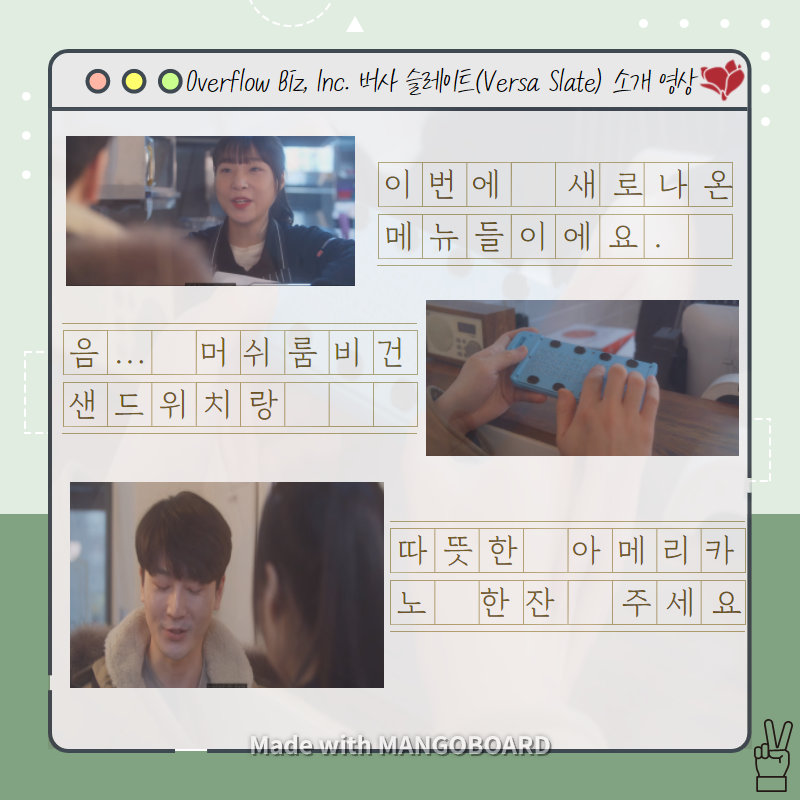 Overflow Biz, Inc. 버사 슬레이트(Versa Slate) 소개 영상
이번에 새로나온
메뉴들이에요.
음... 머쉬룸비건
샌드위치랑
따뜻한 아메리카
노 한잔 주세요
Made with MANGOBOARD